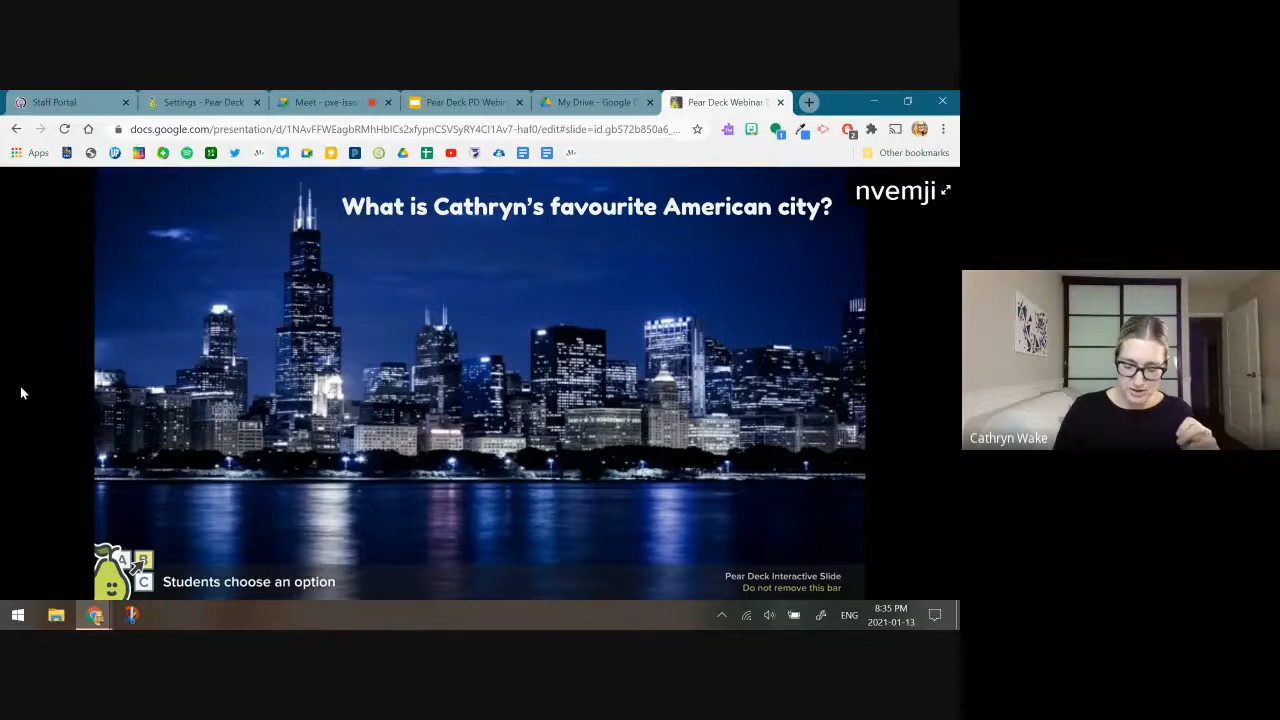 Staff Portal
Settings - Pear Deck
Meet - pxe-issu
Pear Deck PD Webin
My Drive - Google D
Pear Deck Webinar
docs.google.com/presentation/d/1NAvFFWEagbRMhHbICs2xfypnCSVSyRY4CI1Av7-haf0/edit#slide=id.gb572b850a6_...
Apps
Other bookmarks
What is Cathryn's favourite American city?
nvemji
Cathryn Wake
A B
C
Students choose an option
Pear Deck Interactive Slide
Do not remove this bar
ENG
8:35 PM
2021-01-13